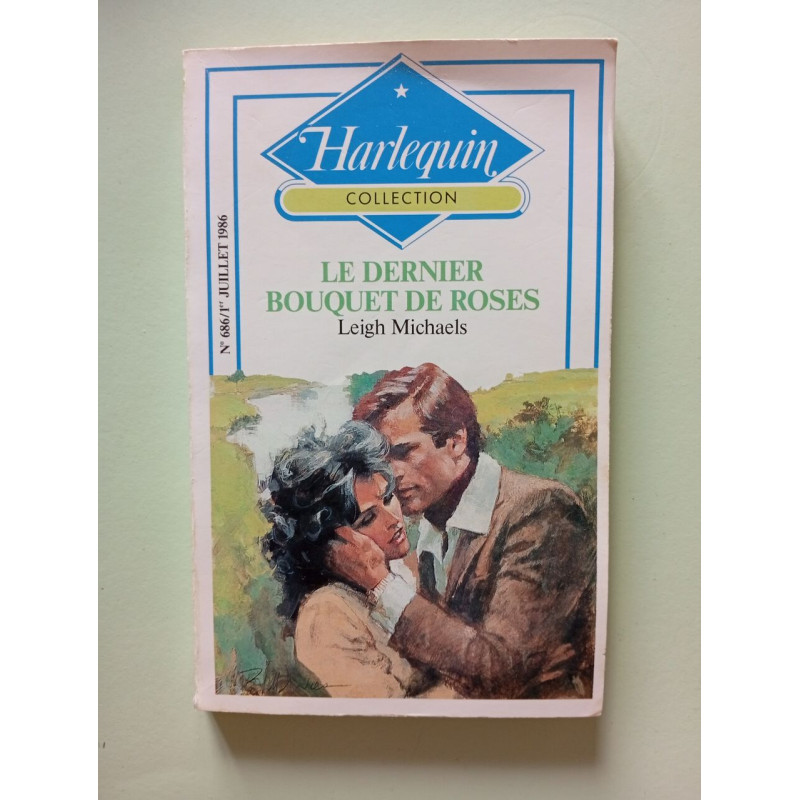 Harlequin
COLLECTION
N° 686/1er JUILLET 1986
LE DERNIER
BOUQUET DE ROSES
Leigh Michaels